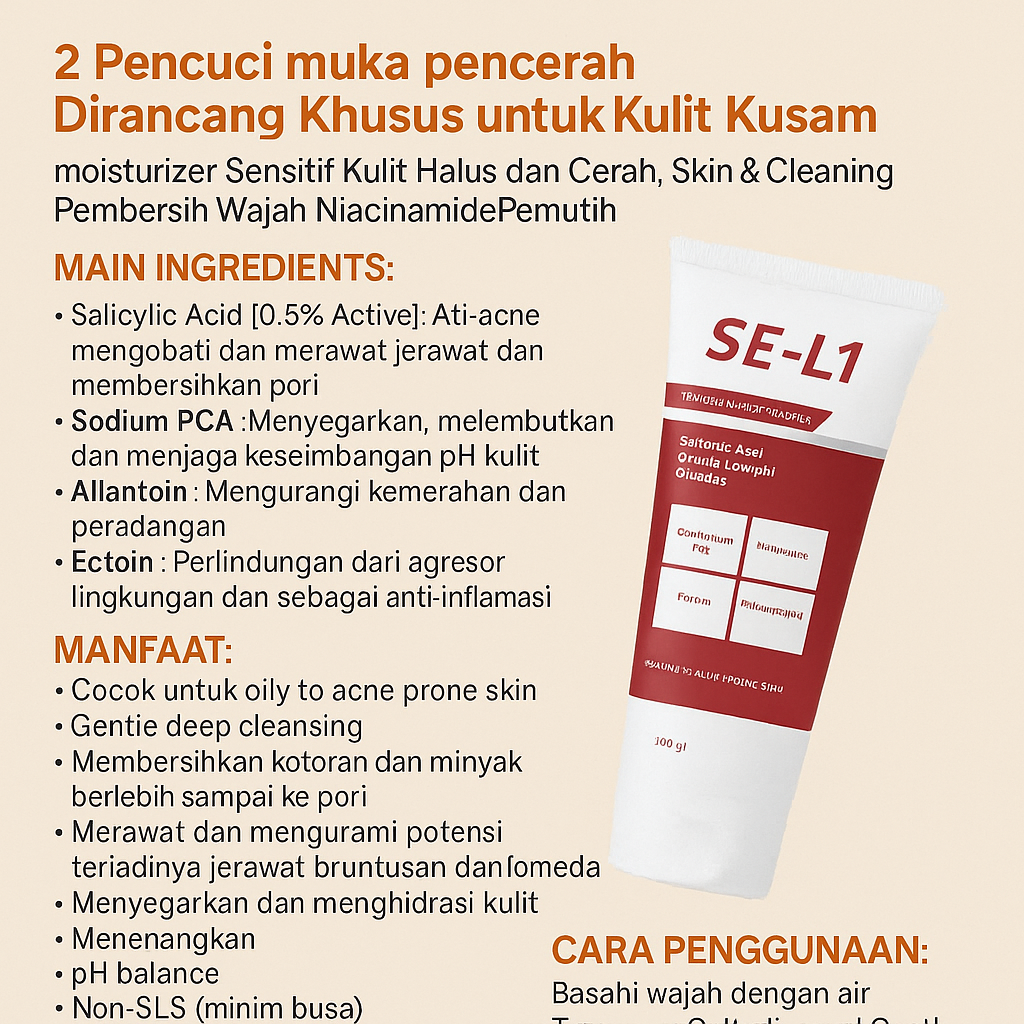 2 Pencuci muka pencerah
Dirancang Khusus untuk Kulit Kusam
moisturizer Sensitif Kulit Halus dan Cerah, Skin & Cleaning
Pembersih Wajah NiacinamidePemutih
MAIN INGREDIENTS:
• Salicylic Acid [0.5% Active]: Ati-acne
mengobati dan merawat jerawat dan
membersihkan pori
• Sodium PCA :Menyegarkan, melembutkan
dan menjaga keseimbangan pH kulit
• Allantoin : Mengurangi kemerahan dan
peradangan
• Ectoin : Perlindungan dari agresor
lingkungan dan sebagai anti-inflamasi
MANFAAT:
• Cocok untuk oily to acne prone skin
• Gentie deep cleansing
• Membersihkan kotoran dan minyak
berlebih sampai ke pori
• Merawat dan mengurami potensi
teriadinya jerawat bruntusan dan
• Menyegarkan dan menghidrasi kulit
• Menenangkan
• pH balance
• Non-SLS (minim busa)
SE-L1
Forom
100 gl
CARA PENGGUNAAN:
Basahi wajah dengan air